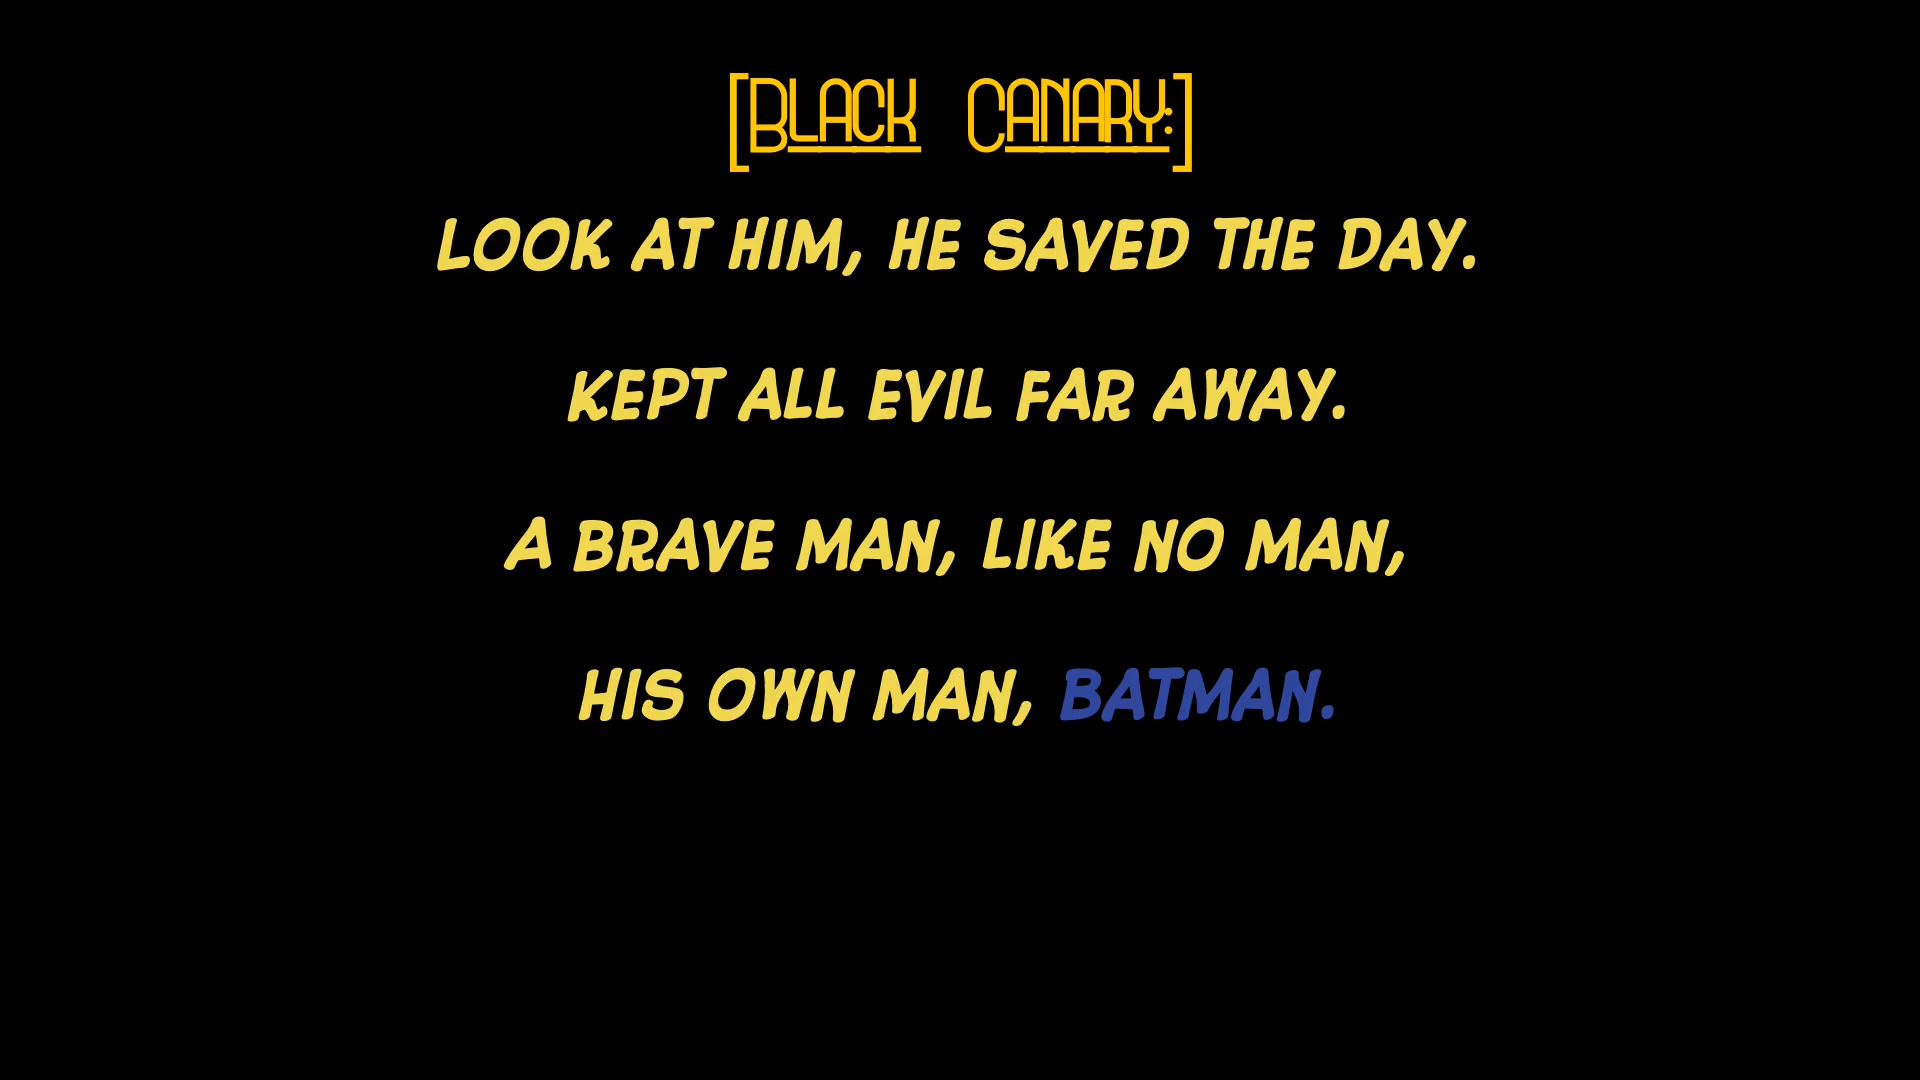 [Black Canary:]
LOOK AT HIM, HE SAVED THE DAY.
KEPT ALL EVIL FAR AWAY.
A BRAVE MAN, LIKE NO MAN,
HIS OWN MAN, BATMAN.